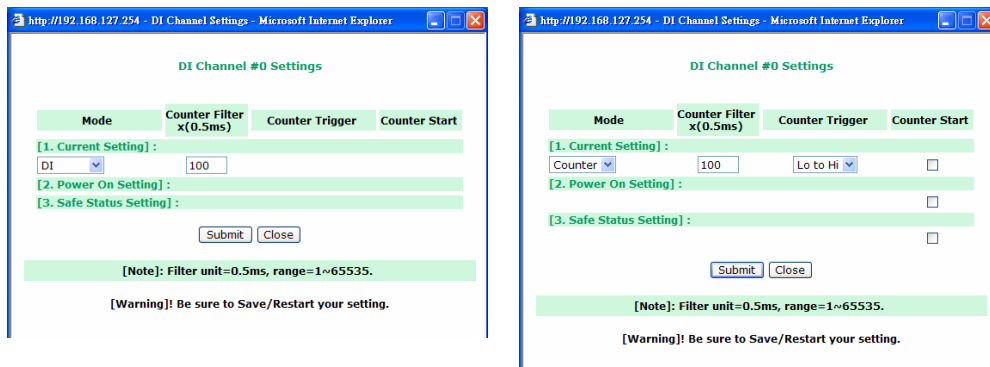 http://192.168.127.254 - DI Channel Settings - Microsoft Internet Explorer
DI Channel #0 Settings
Mode Counter Filter x(0.5ms) Counter Trigger Counter Start
[1. Current Setting] :
DI 100
[2. Power On Setting] :
[3. Safe Status Setting] :
Submit Close
[Note]: Filter unit=0.5ms, range=1~65535.
[Warning]! Be sure to Save/Restart your setting.
http://192.168.127.254 - DI Channel Settings - Microsoft Internet Explorer
DI Channel #0 Settings
Mode Counter Filter x(0.5ms) Counter Trigger Counter Start
[1. Current Setting] :
Counter 100 Lo to Hi
[2. Power On Setting] :
[3. Safe Status Setting] :
Submit Close
[Note]: Filter unit=0.5ms, range=1~65535.
[Warning]! Be sure to Save/Restart your setting.